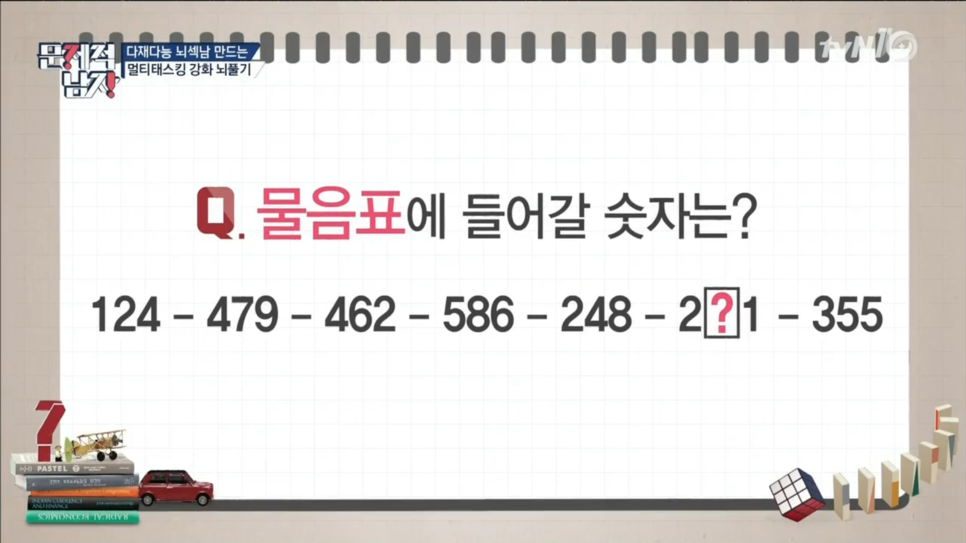 문제적
남자!
다재다능 뇌섹남 만드는
멀티태스킹 강화 뇌풀기
tvN10
Q. 물음표에 들어갈 숫자는?
124 – 479 – 462 – 586 – 248 – 2?1 – 355
?
PASTEL
RADICAL ECONOMICS